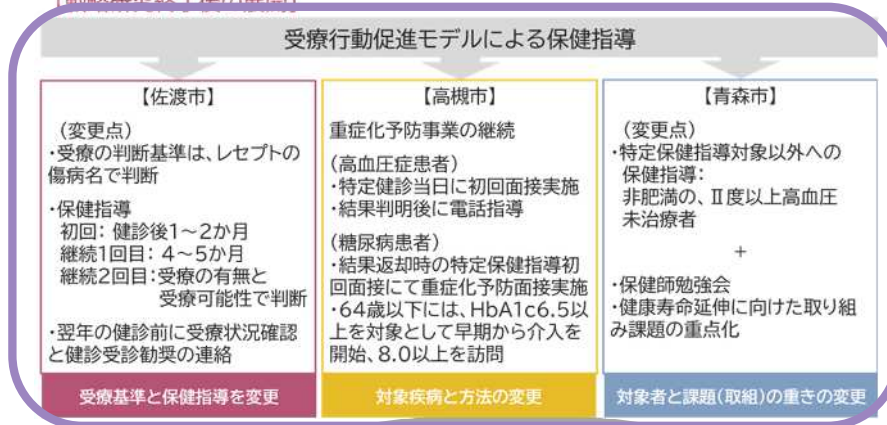 受療行動促進モデルによる保健指導
【佐渡市】
（変更点）
・受療の判断基準は、レセプトの
傷病名で判断
・保健指導
初回：健診後1～2か月
継続1回目：4～5か月
継続2回目：受療の有無と
受療可能性で判断
・翌年の健診前に受療状況確認
と健診受診勧奨の連絡
受療基準と保健指導を変更
【高槻市】
重症化予防事業の継続
（高血圧症患者）
・特定健診当日に初回面接実施
・結果判明後に電話指導
（糖尿病患者）
・結果返却時の特定保健指導初
回面接にて重症化予防面接実施
・64歳以下には、HbA1c6.5以
上を対象として早期から介入を
開始、8.0以上を訪問
対象疾病と方法の変更
【青森市】
（変更点）
・特定保健指導対象以外への
保健指導：
非肥満の、Ⅱ度以上高血圧
未治療者
＋
・保健師勉強会
・健康寿命延伸に向けた取り組
み課題の重点化
対象者と課題（取組）の重きの変更